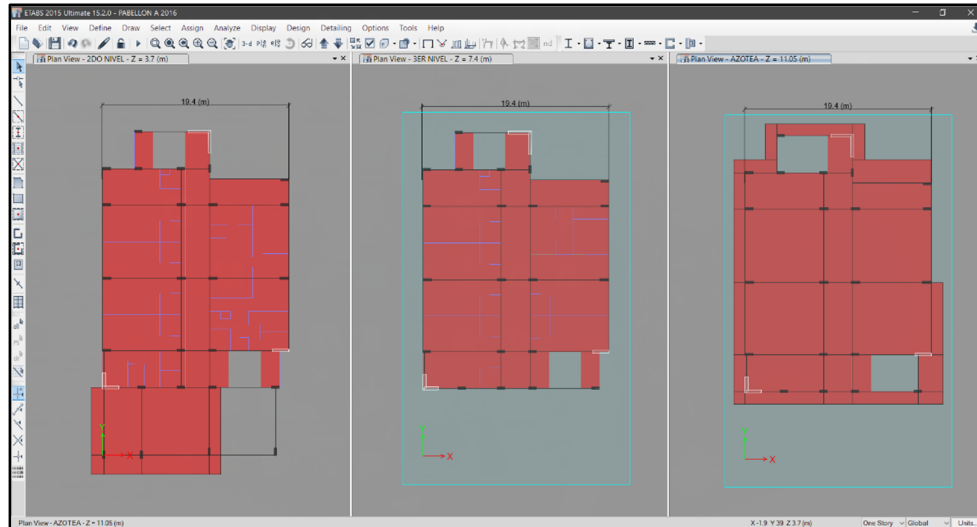 ETABS 2015 Ultimate 15.2.0 - PABELLON A 2016
File Edit View Define Draw Select Assign Analyze Display Design Detailing Options Tools Help
3-d
nd
Plan View - 2DO NIVEL - Z = 3.7 (m)
Plan View - 3ER NIVEL - Z = 7.4 (m)
Plan View - AZOTEA - Z = 11.05 (m)
19.4 (m)
19.4 (m)
19.4 (m)
Y
X
Y
X
Y
X
Plan View - AZOTEA - Z = 11.05 (m)
X -1.9 Y 39 Z 3.7 (m)
One Story
Global
Units...